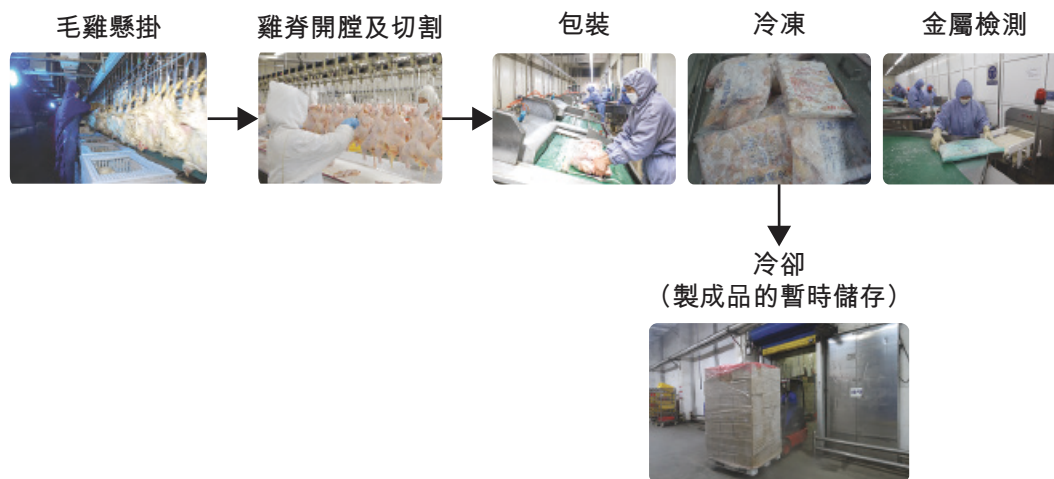 毛雞懸掛
雞脊開膛及切割
包裝
冷凍
金屬檢測
冷卻
（製成品的暫時儲存）